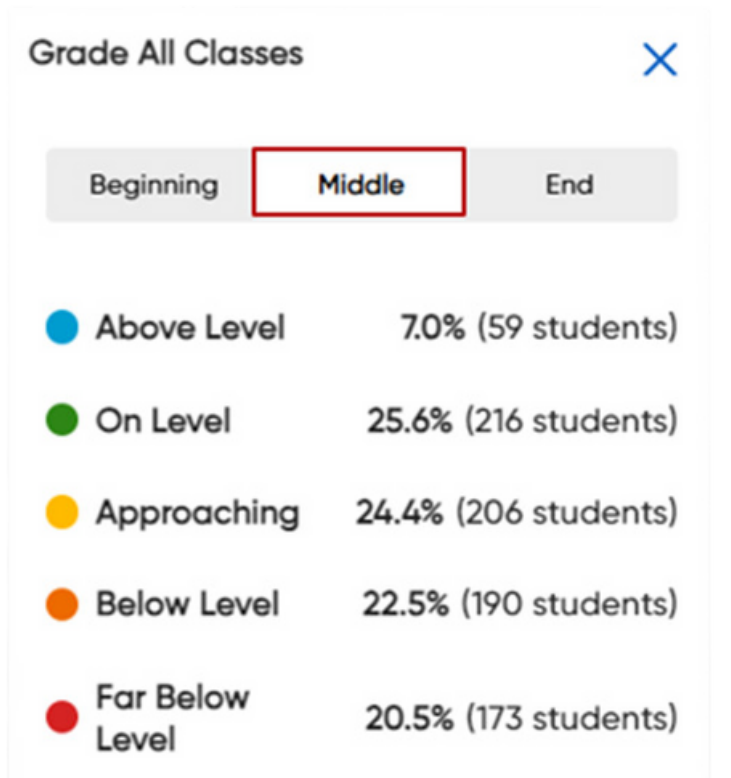 Grade All Classes
Beginning Middle End
Above Level 7.0% (59 students)
On Level 25.6% (216 students)
Approaching 24.4% (206 students)
Below Level 22.5% (190 students)
Far Below
Level 20.5% (173 students)